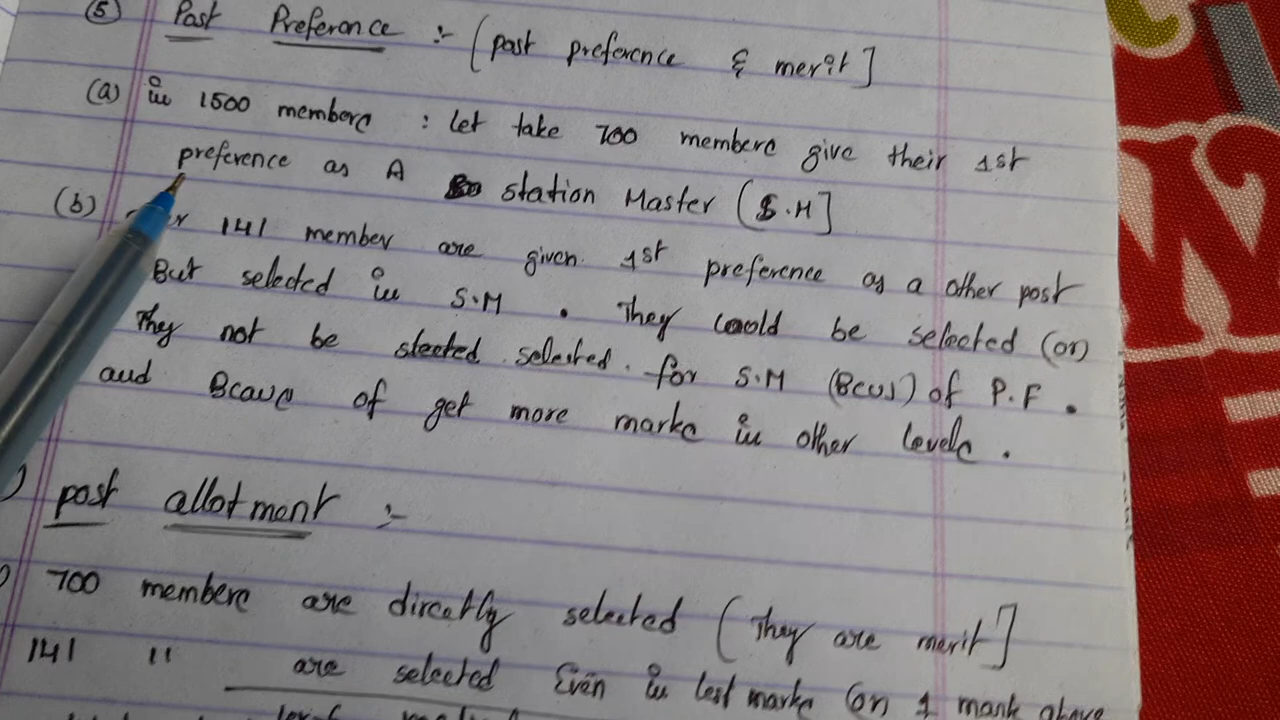 (5) Post Preferance :- (post preference & merit]
(a) in 1500 members : let take 700 members give their 1st
preference as A station Master (S.M]
(b) 141 member are given 1st preference as a other post
But selected in S.M . They could be selected (or)
They not be selected. for S.M (Bcus) of P.F .
and Bcause of get more marks in other levels .
post allotment :-
700 members are directly selected ( They are merit]
141 " are selected Even in lest marks (or 1 mark above